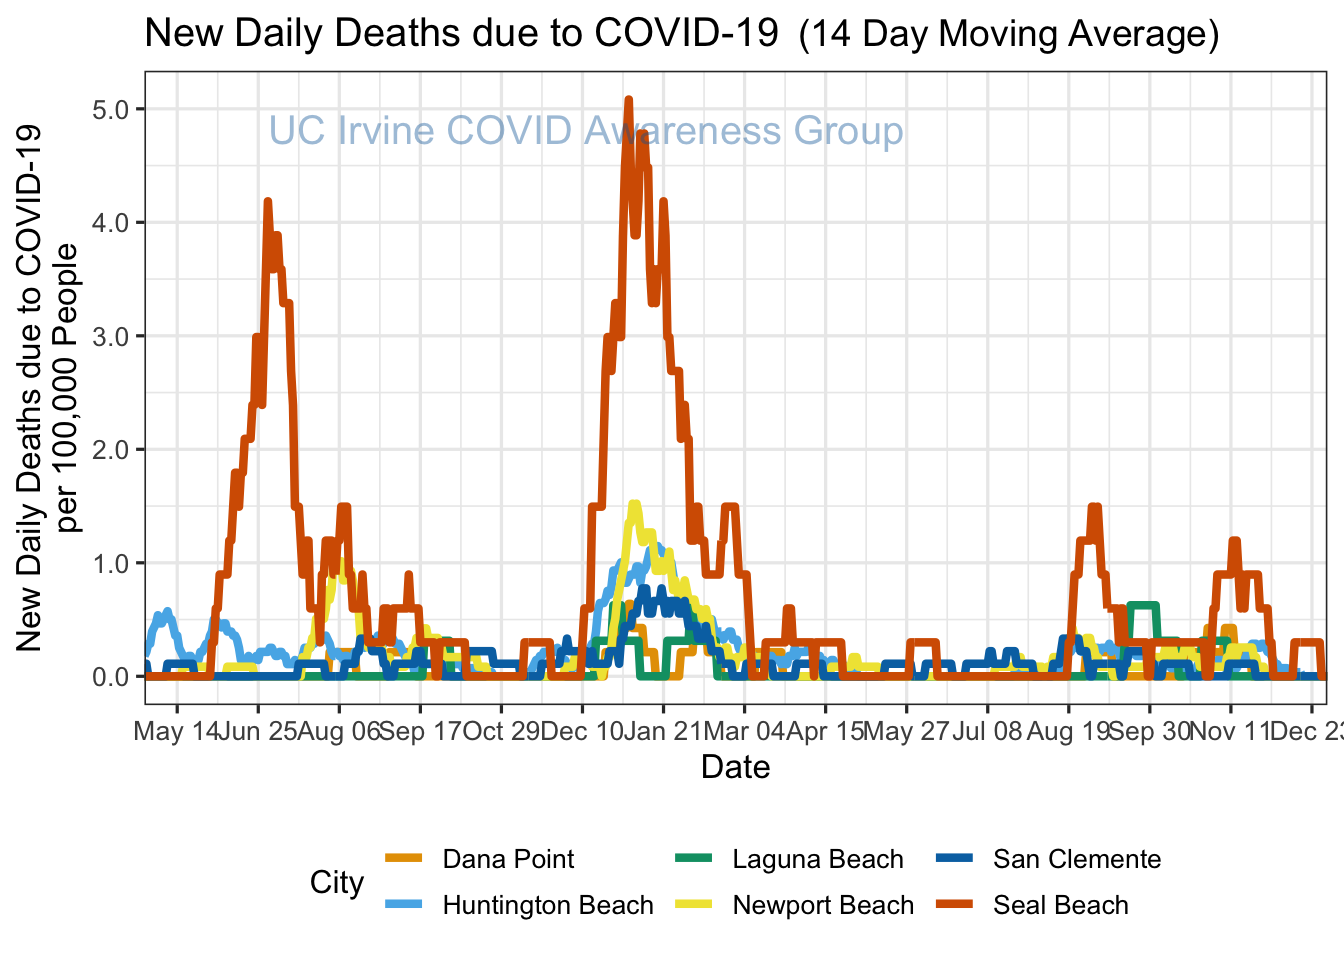 New Daily Deaths due to COVID-19 (14 Day Moving Average)
UC Irvine COVID Awareness Group
New Daily Deaths due to COVID-19
per 100,000 People
5.0
4.0
3.0
2.0
1.0
0.0
May 14 Jun 25 Aug 06 Sep 17 Oct 29 Dec 10 Jan 21 Mar 04 Apr 15 May 27 Jul 08 Aug 19 Sep 30 Nov 11 Dec 23
Date
City
Dana Point Laguna Beach San Clemente
Huntington Beach Newport Beach Seal Beach